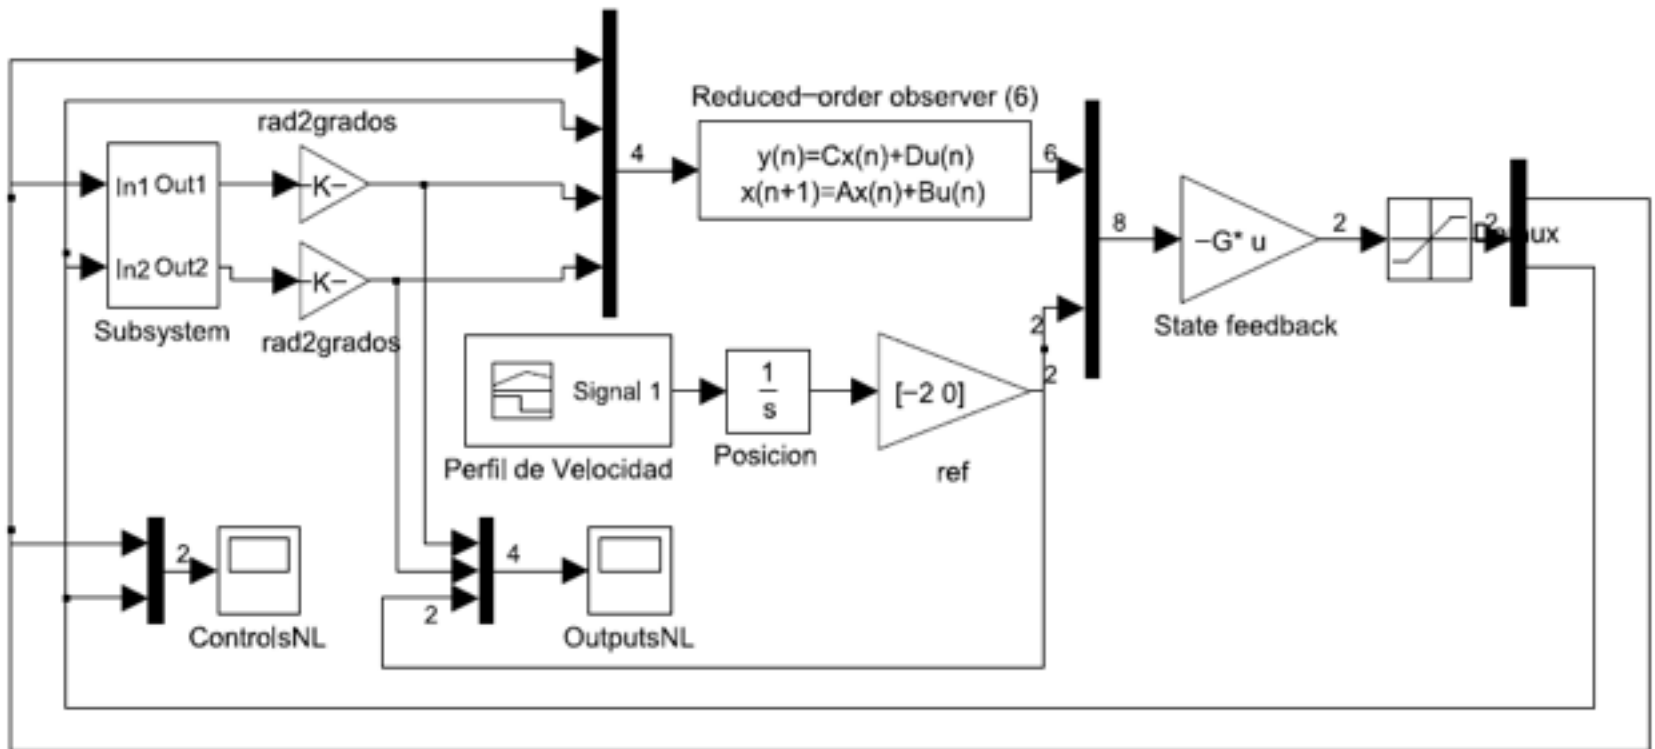 Reduced-order observer (6)
rad2grados
4
y(n)=Cx(n)+Du(n)
x(n+1)=Ax(n)+Bu(n)
6
In1 Out1
-K-
In2 Out2
-K-
Subsystem
rad2grados
8
-G* u
2
2
State feedback
Signal 1
1
s
[-2 0]
2
2
Perfil de Velocidad
Posicion
ref
2
4
2
ControlsNL
OutputsNL